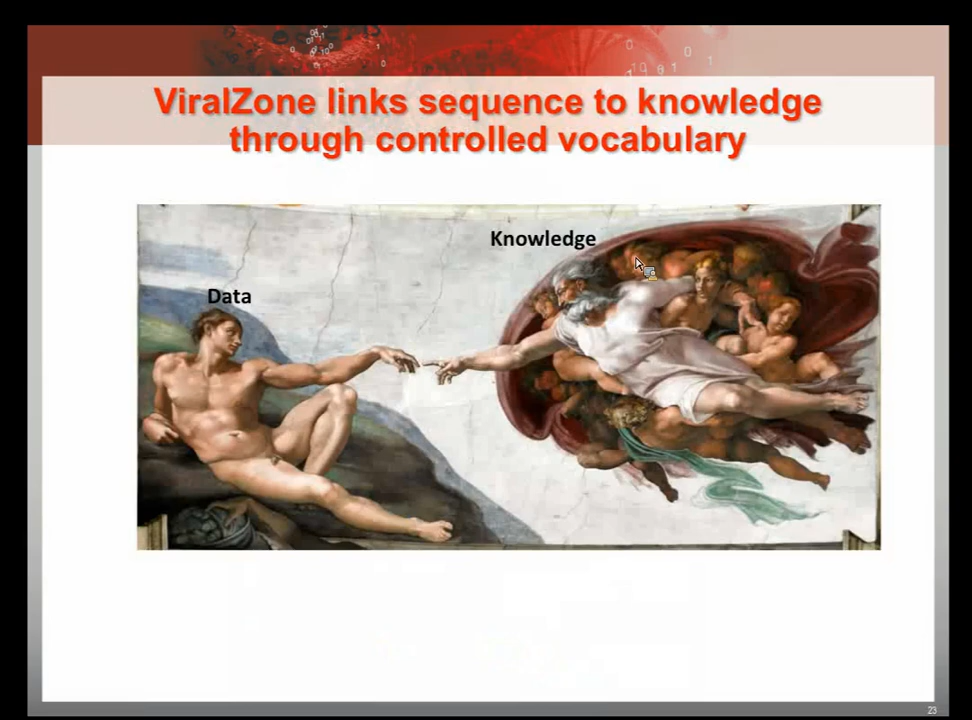 ViralZone links sequence to knowledge
through controlled vocabulary
Knowledge
Data
23